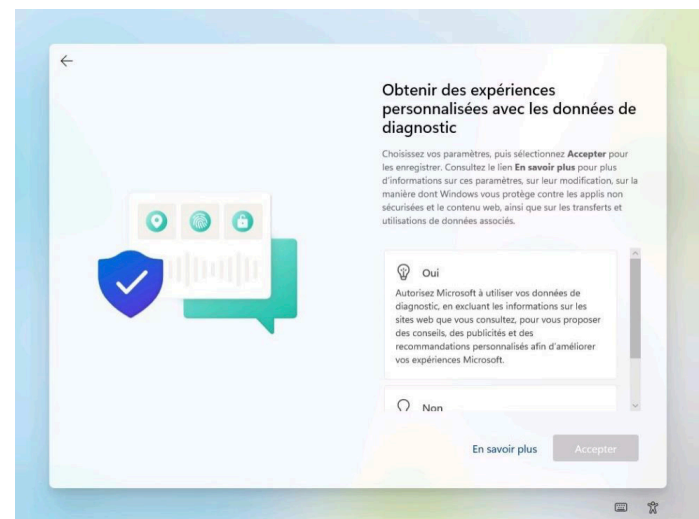 Obtenir des expériences
personnalisées avec les données de
diagnostic
Choisissez vos paramètres, puis sélectionnez Accepter pour
les enregistrer. Consultez le lien En savoir plus pour plus
d'informations sur ces paramètres, sur leur modification, sur la
manière dont Windows vous protège contre les applis non
sécurisées et le contenu web, ainsi que sur les transferts et
utilisations de données associés.
Oui
Autorisez Microsoft à utiliser vos données de
diagnostic, en excluant les informations sur les
sites web que vous consultez, pour vous proposer
des conseils, des publicités et des
recommandations personnalisés afin d'améliorer
vos expériences Microsoft.
Non
En savoir plus
Accepter